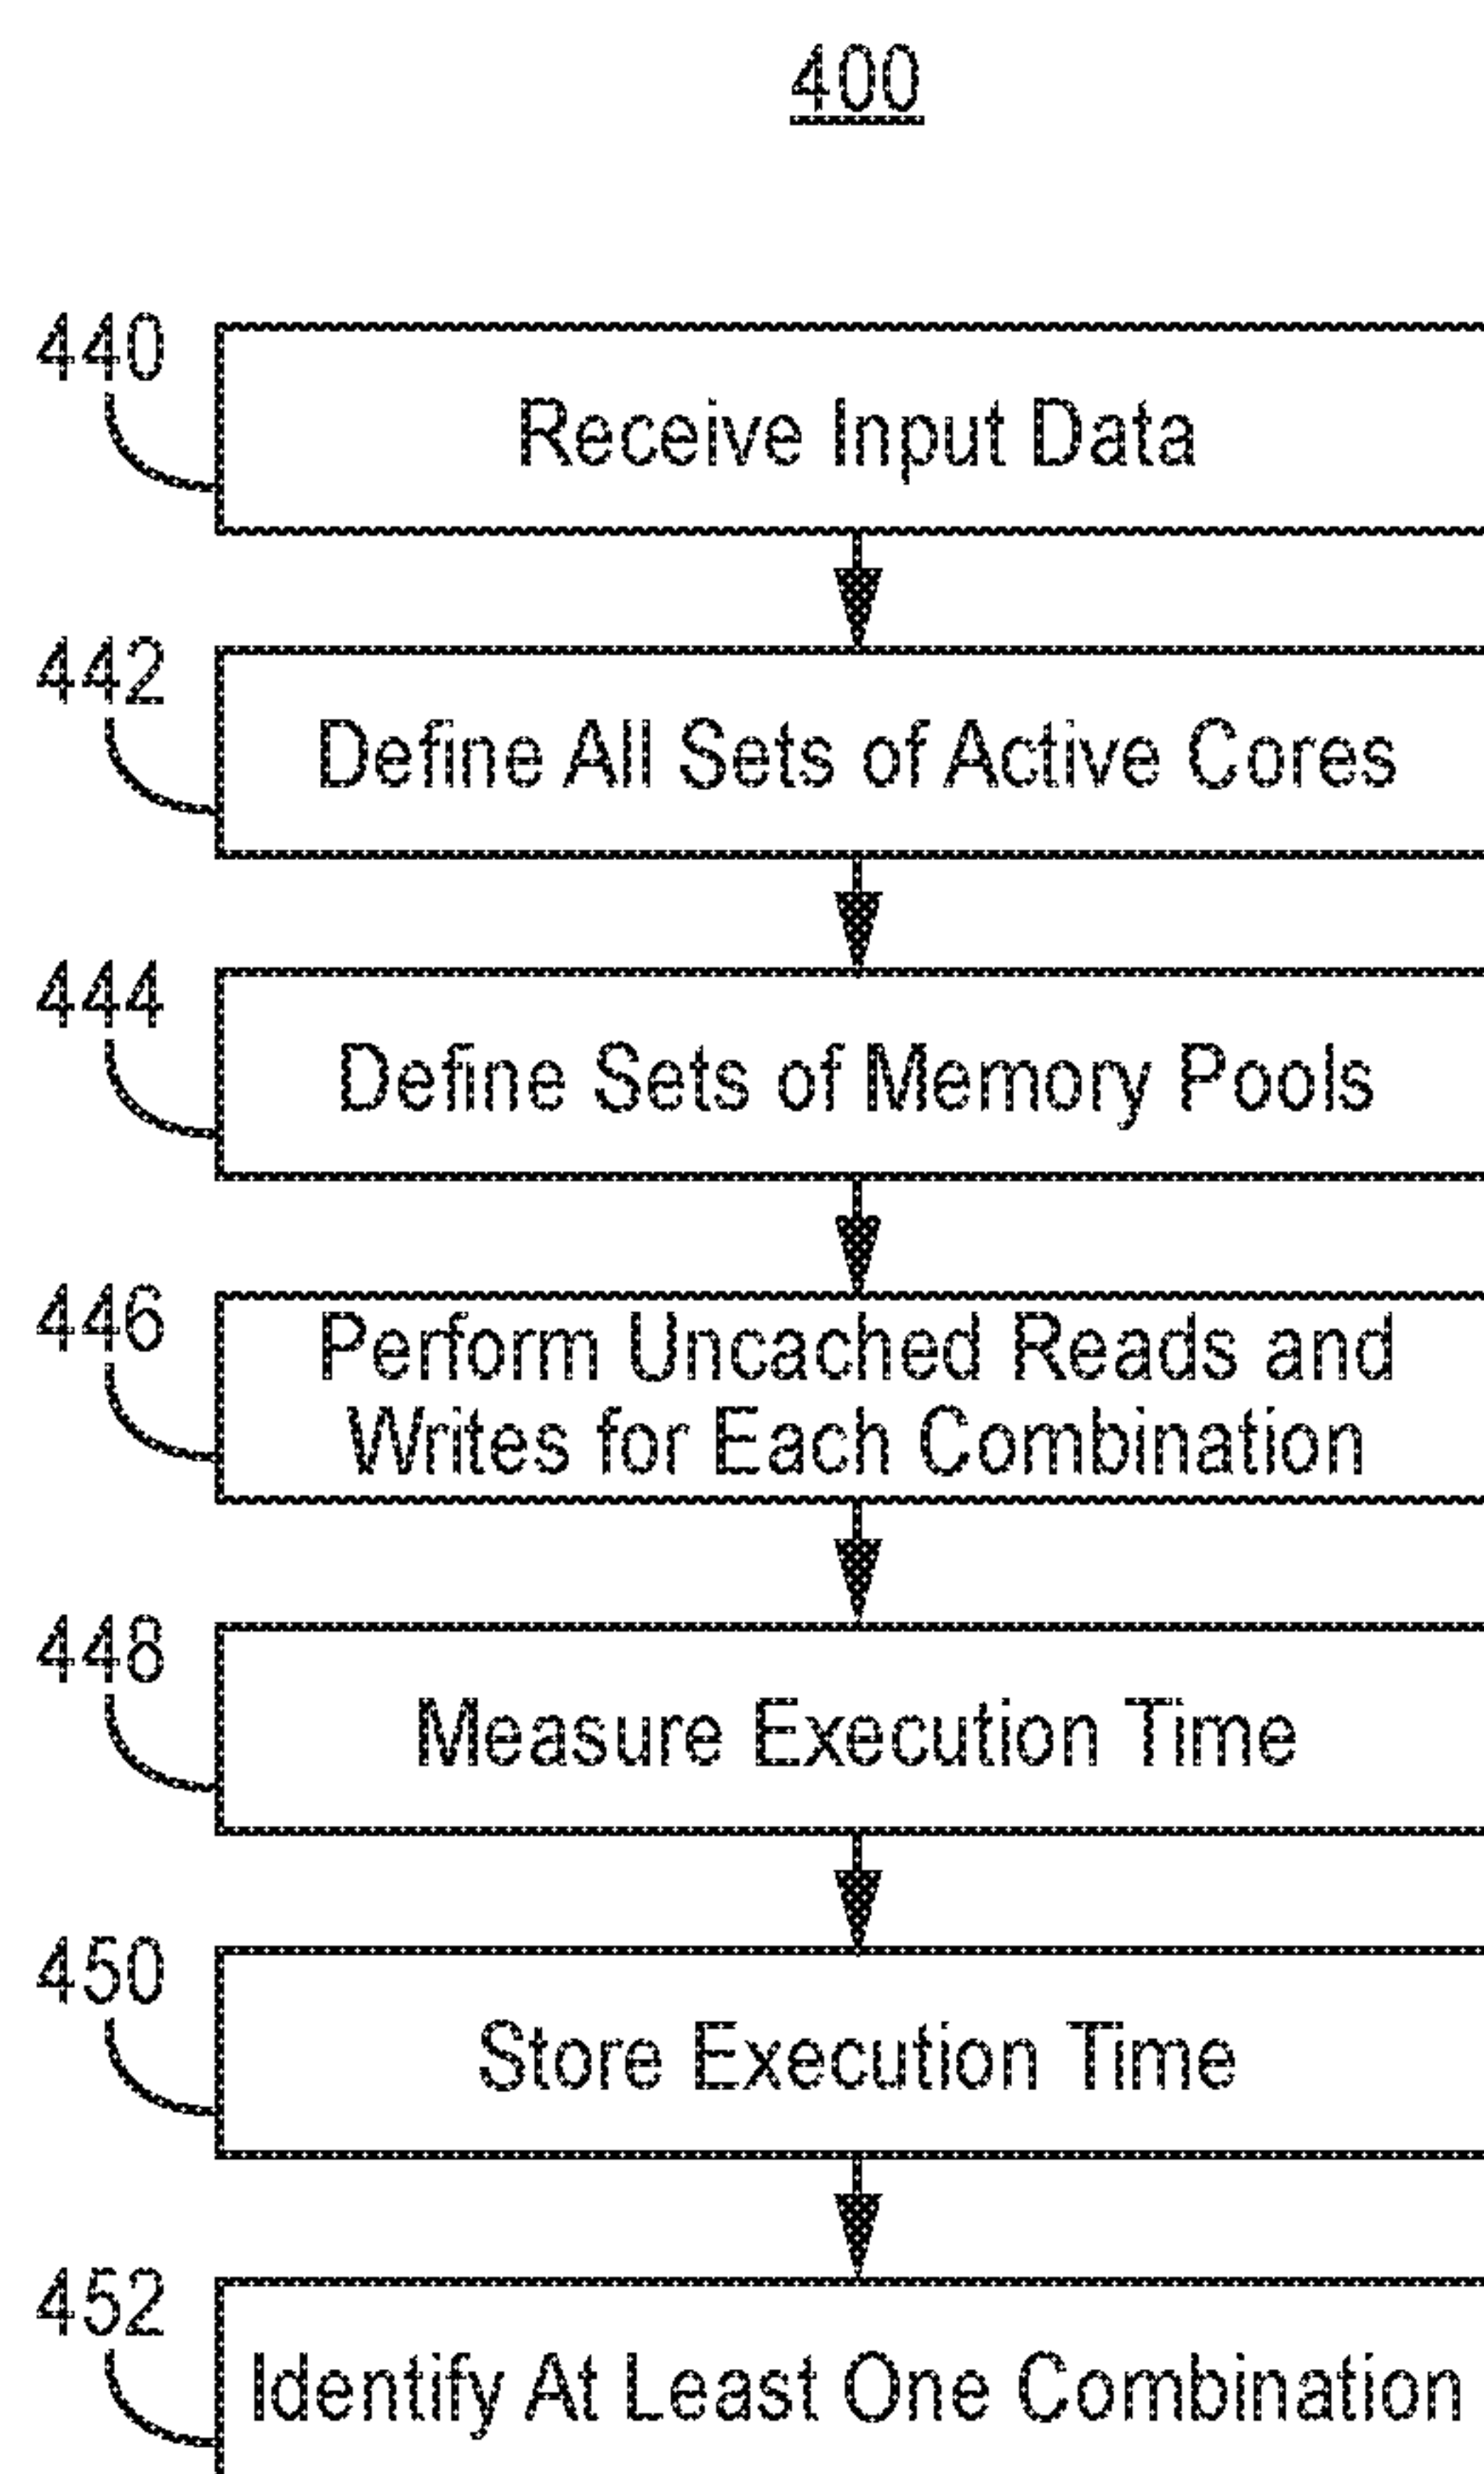 400
440
Receive Input Data
442
Define All Sets of Active Cores
444
Define Sets of Memory Pools
446
Perform Uncached Reads and
Writes for Each Combination
448
Measure Execution Time
450
Store Execution Time
452
Identify At Least One Combination